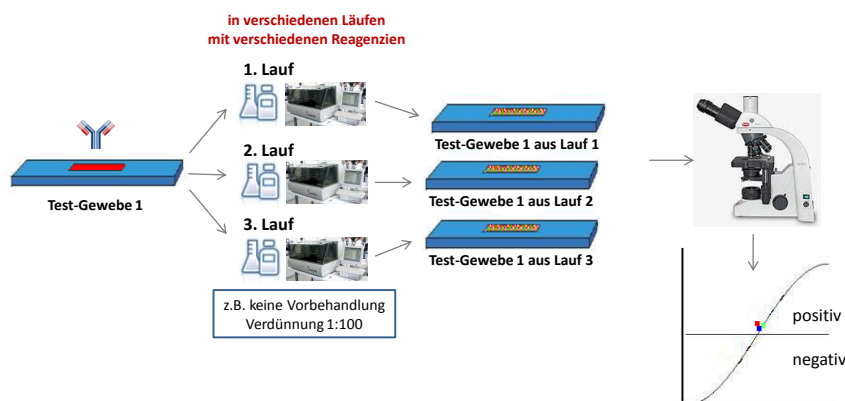 in verschiedenen Läufen
mit verschiedenen Reagenzien
1. Lauf
Test-Gewebe 1 aus Lauf 1
2. Lauf
Test-Gewebe 1
Test-Gewebe 1 aus Lauf 2
3. Lauf
Test-Gewebe 1 aus Lauf 3
z.B. keine Vorbehandlung
Verdünnung 1:100
positiv
negativ